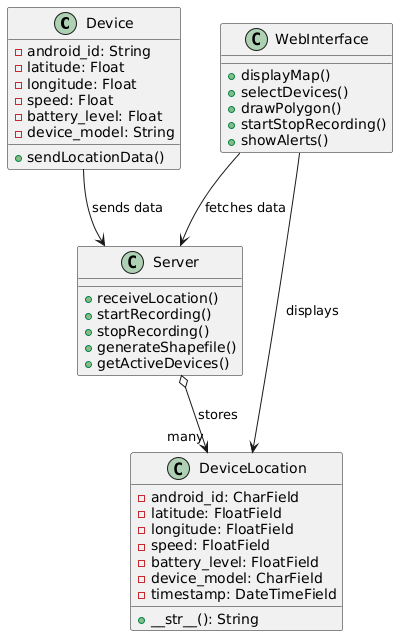 C Device
android_id: String
latitude: Float
longitude: Float
speed: Float
battery_level: Float
device_model: String
sendLocationData()
C WebInterface
displayMap()
selectDevices()
drawPolygon()
startStopRecording()
showAlerts()
sends data
fetches data
C Server
receiveLocation()
startRecording()
stopRecording()
generateShapefile()
getActiveDevices()
displays
stores
many
C DeviceLocation
android_id: CharField
latitude: FloatField
longitude: FloatField
speed: FloatField
battery_level: FloatField
device_model: CharField
timestamp: DateTimeField
__str__(): String